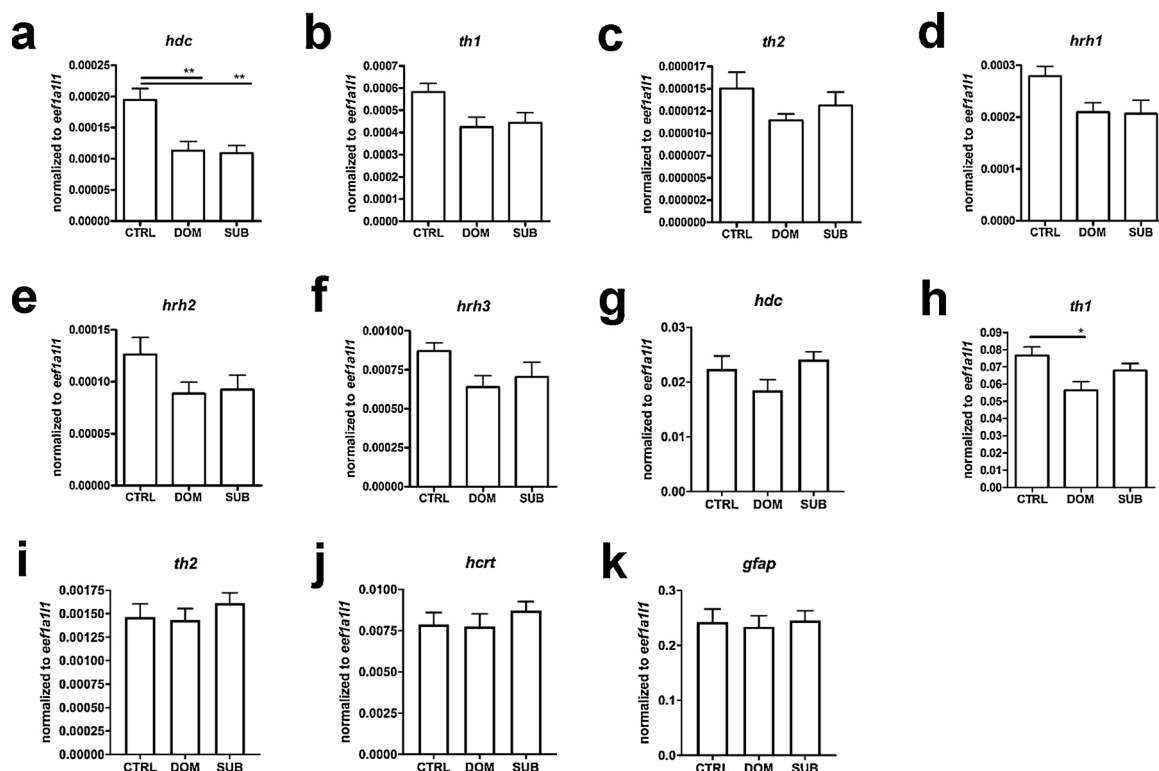 a
hdc
normalized to eef1a1l1
0.00025
0.00020
0.00015
0.00010
0.00005
0.00000
**
**
CTRL DOM SUB
b
th1
normalized to eef1a1l1
0.0006
0.0005
0.0004
0.0003
0.0002
0.0001
0.0000
CTRL DOM SUB
c
th2
normalized to eef1a1l1
0.000017
0.000015
0.000012
0.000010
0.000007
0.000005
0.000002
0.000000
CTRL DOM SUB
d
hrh1
normalized to eef1a1l1
0.0003
0.0002
0.0001
0.0000
CTRL DOM SUB
e
hrh2
normalized to eef1a1l1
0.00015
0.00010
0.00005
0.00000
CTRL DOM SUB
f
hrh3
normalized to eef1a1l1
0.00100
0.00075
0.00050
0.00025
0.00000
CTRL DOM SUB
g
hdc
normalized to eef1a1l1
0.03
0.02
0.01
0.00
CTRL DOM SUB
h
th1
normalized to eef1a1l1
0.09
0.08
0.07
0.06
0.05
0.04
0.03
0.02
0.01
0.00
*
CTRL DOM SUB
i
th2
normalized to eef1a1l1
0.00175
0.00150
0.00125
0.00100
0.00075
0.00050
0.00025
0.00000
CTRL DOM SUB
j
hcrt
normalized to eef1a1l1
0.0100
0.0075
0.0050
0.0025
0.0000
CTRL DOM SUB
k
gfap
normalized to eef1a1l1
0.3
0.2
0.1
0.0
CTRL DOM SUB